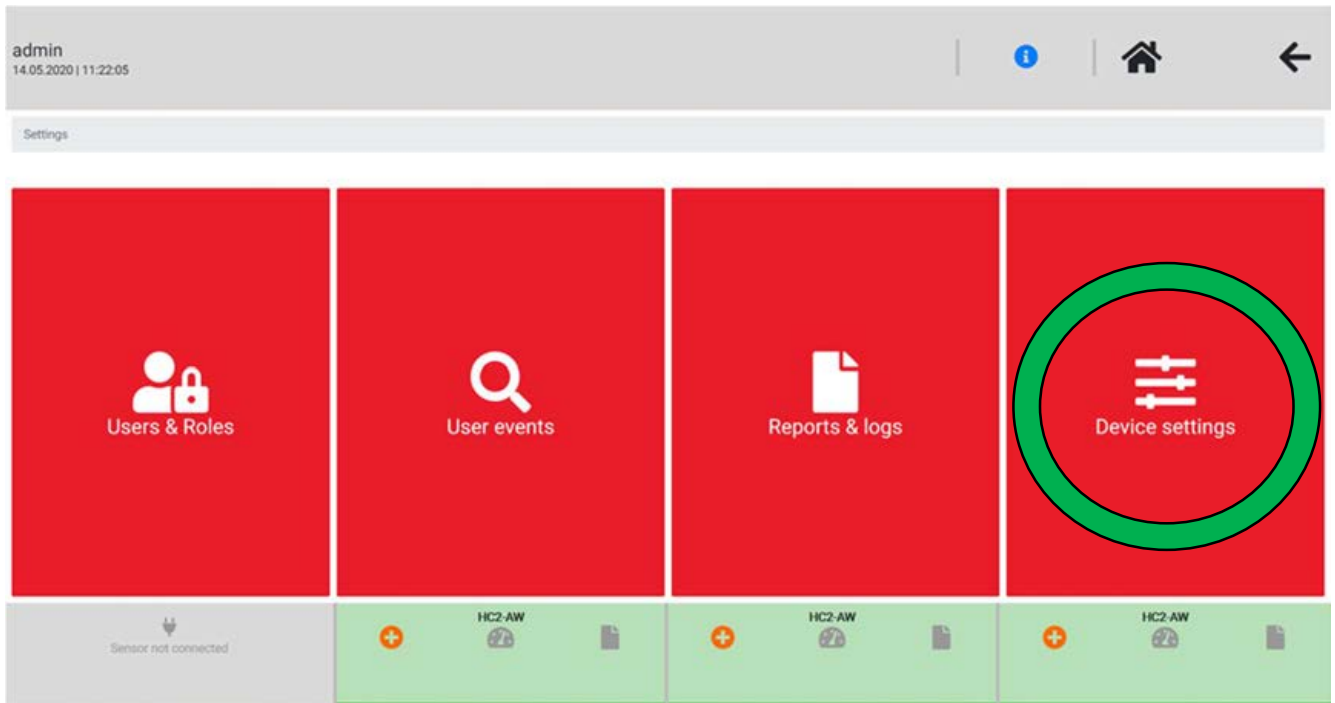 admin
14.05.2020 | 11:22:05
Settings
Users & Roles
User events
Reports & logs
Device settings
Sensor not connected
HC2-AW
HC2-AW
HC2-AW